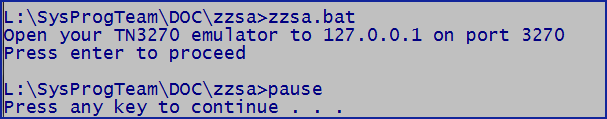 L:\SysProgTeam\DOC\zzsa>zzsa.bat
Open your TN3270 emulator to 127.0.0.1 on port 3270
Press enter to proceed
L:\SysProgTeam\DOC\zzsa>pause
Press any key to continue . . .